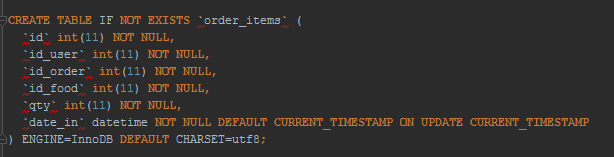 CREATE TABLE IF NOT EXISTS `order_items` (
`id` int(11) NOT NULL,
`id_user` int(11) NOT NULL,
`id_order` int(11) NOT NULL,
`id_food` int(11) NOT NULL,
`qty` int(11) NOT NULL,
`date_in` datetime NOT NULL DEFAULT CURRENT_TIMESTAMP ON UPDATE CURRENT_TIMESTAMP
) ENGINE=InnoDB DEFAULT CHARSET=utf8;